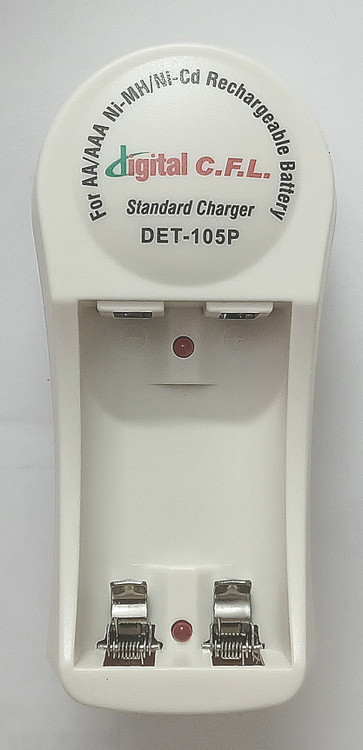 For AA/AAA Ni-MH/Ni-Cd Rechargeable Battery
digital C.F.L.
Standard Charger
DET-105P